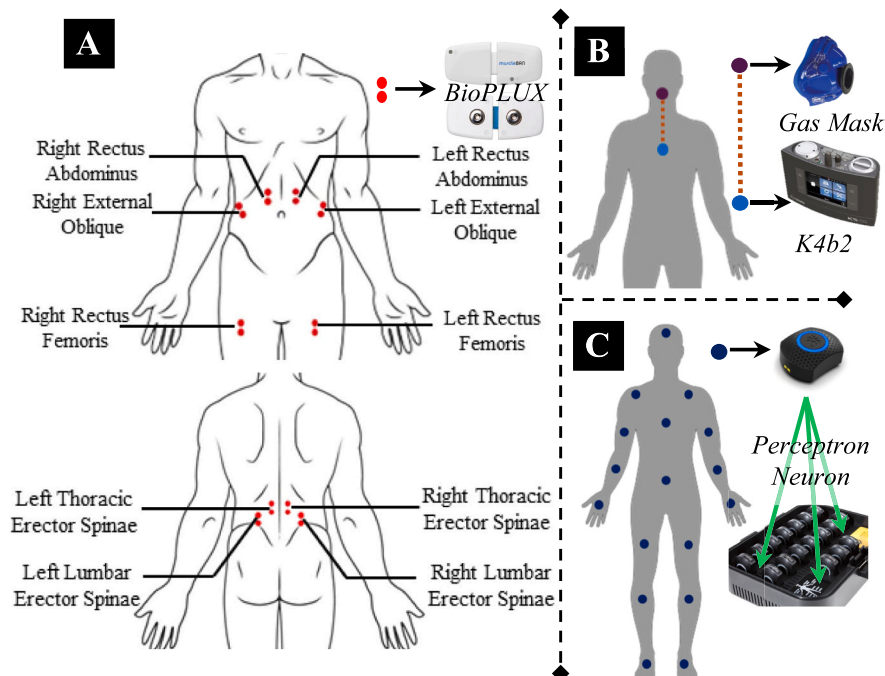 A
muscleBAN
BioPLUX
Right Rectus
Abdominus
Left Rectus
Abdominus
Right External
Oblique
Left External
Oblique
Right Rectus
Femoris
Left Rectus
Femoris
Left Thoracic
Erector Spinae
Right Thoracic
Erector Spinae
Left Lumbar
Erector Spinae
Right Lumbar
Erector Spinae
B
Gas Mask
K4b2
C
Perceptron
Neuron